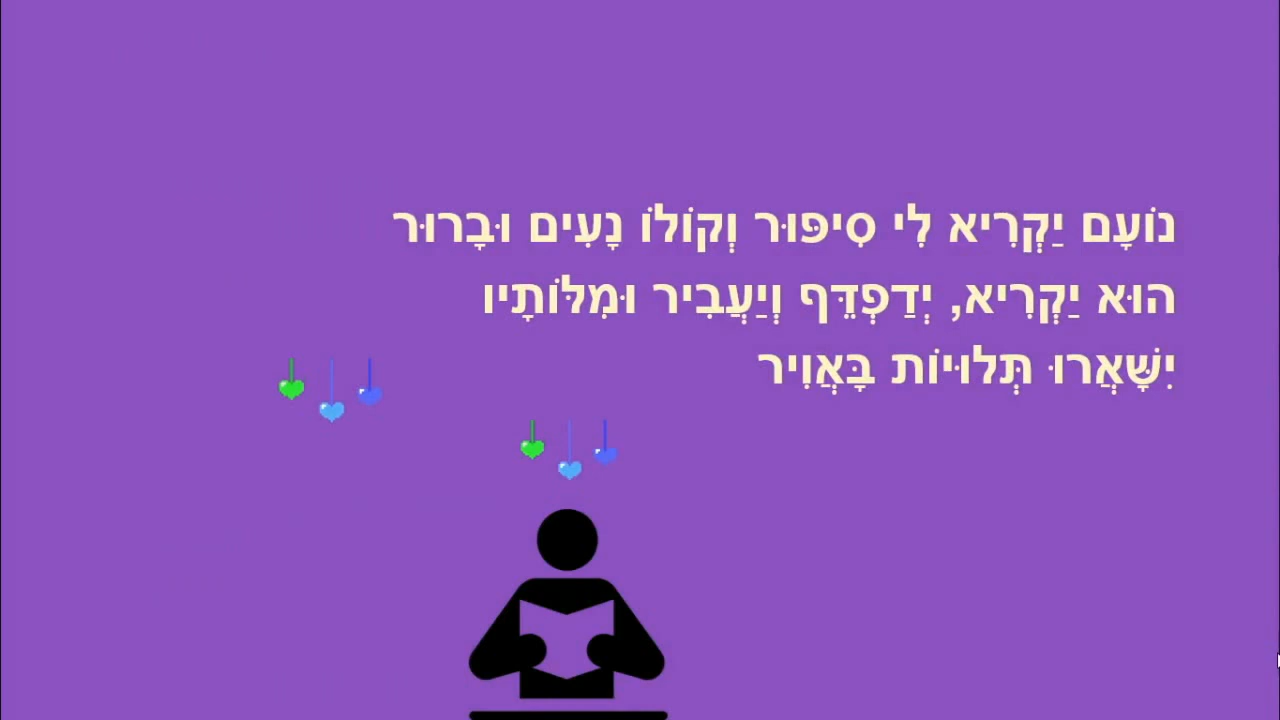 נוֹעָם יַקְרִיא לִי סִיפּוּר וְקוֹלוֹ נָעִים וּבָרוּר
הוּא יַקְרִיא, יְדַפְדֵּף וְיַעֲבִיר וּמִלּוֹתָיו
יִשָּׁאֲרוּ תְּלוּיוֹת בָּאֲוִיר